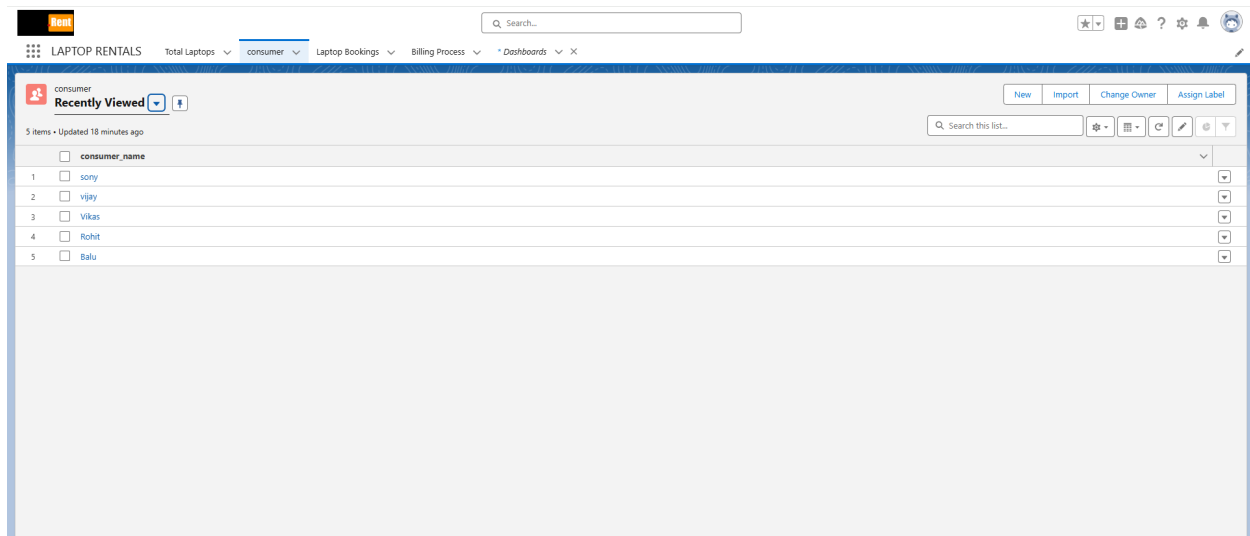 Rent
Search...
LAPTOP RENTALS Total Laptops consumer Laptop Bookings Billing Process * Dashboards
consumer
Recently Viewed
New Import Change Owner Assign Label
5 items • Updated 18 minutes ago
Search this list...
consumer_name
1 sony
2 vijay
3 Vikas
4 Rohit
5 Balu